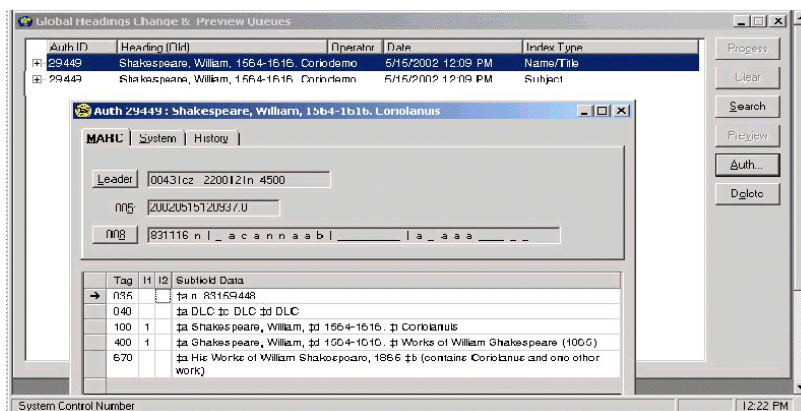 Global Headings Change & Preview Queues
Auth ID Heading (Old) Operator Date Index Type
29449 Shakespeare, William, 1564-1616. Coriodemo 5/15/2002 12:09 PM Name/Title
29449 Shakespeare, William, 1564-1616. Coriodemo 5/15/2002 12:09 PM Subject
Process
Clear
Search
Preview
Auth...
Delete
Auth 29449 : Shakespeare, William, 1564-1616. Coriolanus
MARC System History
Leader 00431cz 2200121n 4500
005 20020515120937.0
008 831116 n | _ a c a n n a a b | | a _ a a a
Tag I1 I2 Subfield Data
035 ‡a n 83159448
040 ‡a DLC ‡c DLC ‡d DLC
100 1 ‡a Shakespeare, William, ‡d 1564-1616. ‡t Coriolanus
400 1 ‡a Shakespeare, William, ‡d 1564-1616. ‡t Works of William Shakespeare (1865)
670 ‡a His Works of William Shakespeare, 1865 ‡b (contains Coriolanus and one other
work)
System Control Number 12:22 PM